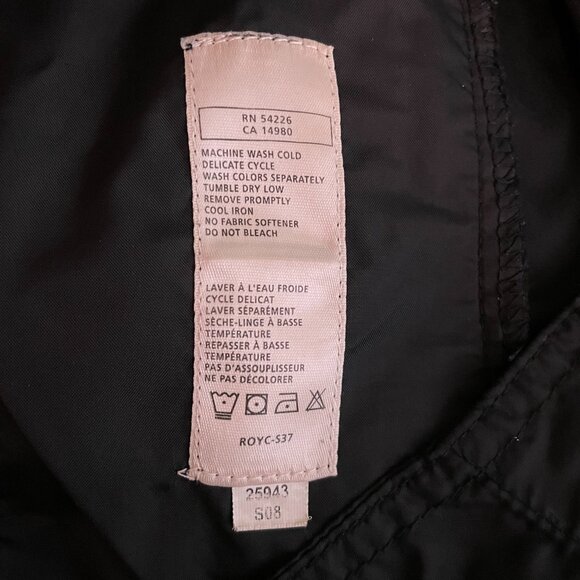 RN 54226
CA 14980
MACHINE WASH COLD
DELICATE CYCLE
WASH COLORS SEPARATELY
TUMBLE DRY LOW
REMOVE PROMPTLY
COOL IRON
NO FABRIC SOFTENER
DO NOT BLEACH
LAVER À L'EAU FROIDE
CYCLE DELICAT
LAVER SÉPARÉMENT
SÈCHE-LINGE À BASSE
TEMPÉRATURE
REPASSER À BASSE
TEMPÉRATURE
PAS D'ASSOUPLISSEUR
NE PAS DÉCOLORER
ROYC-S37
25943
S08